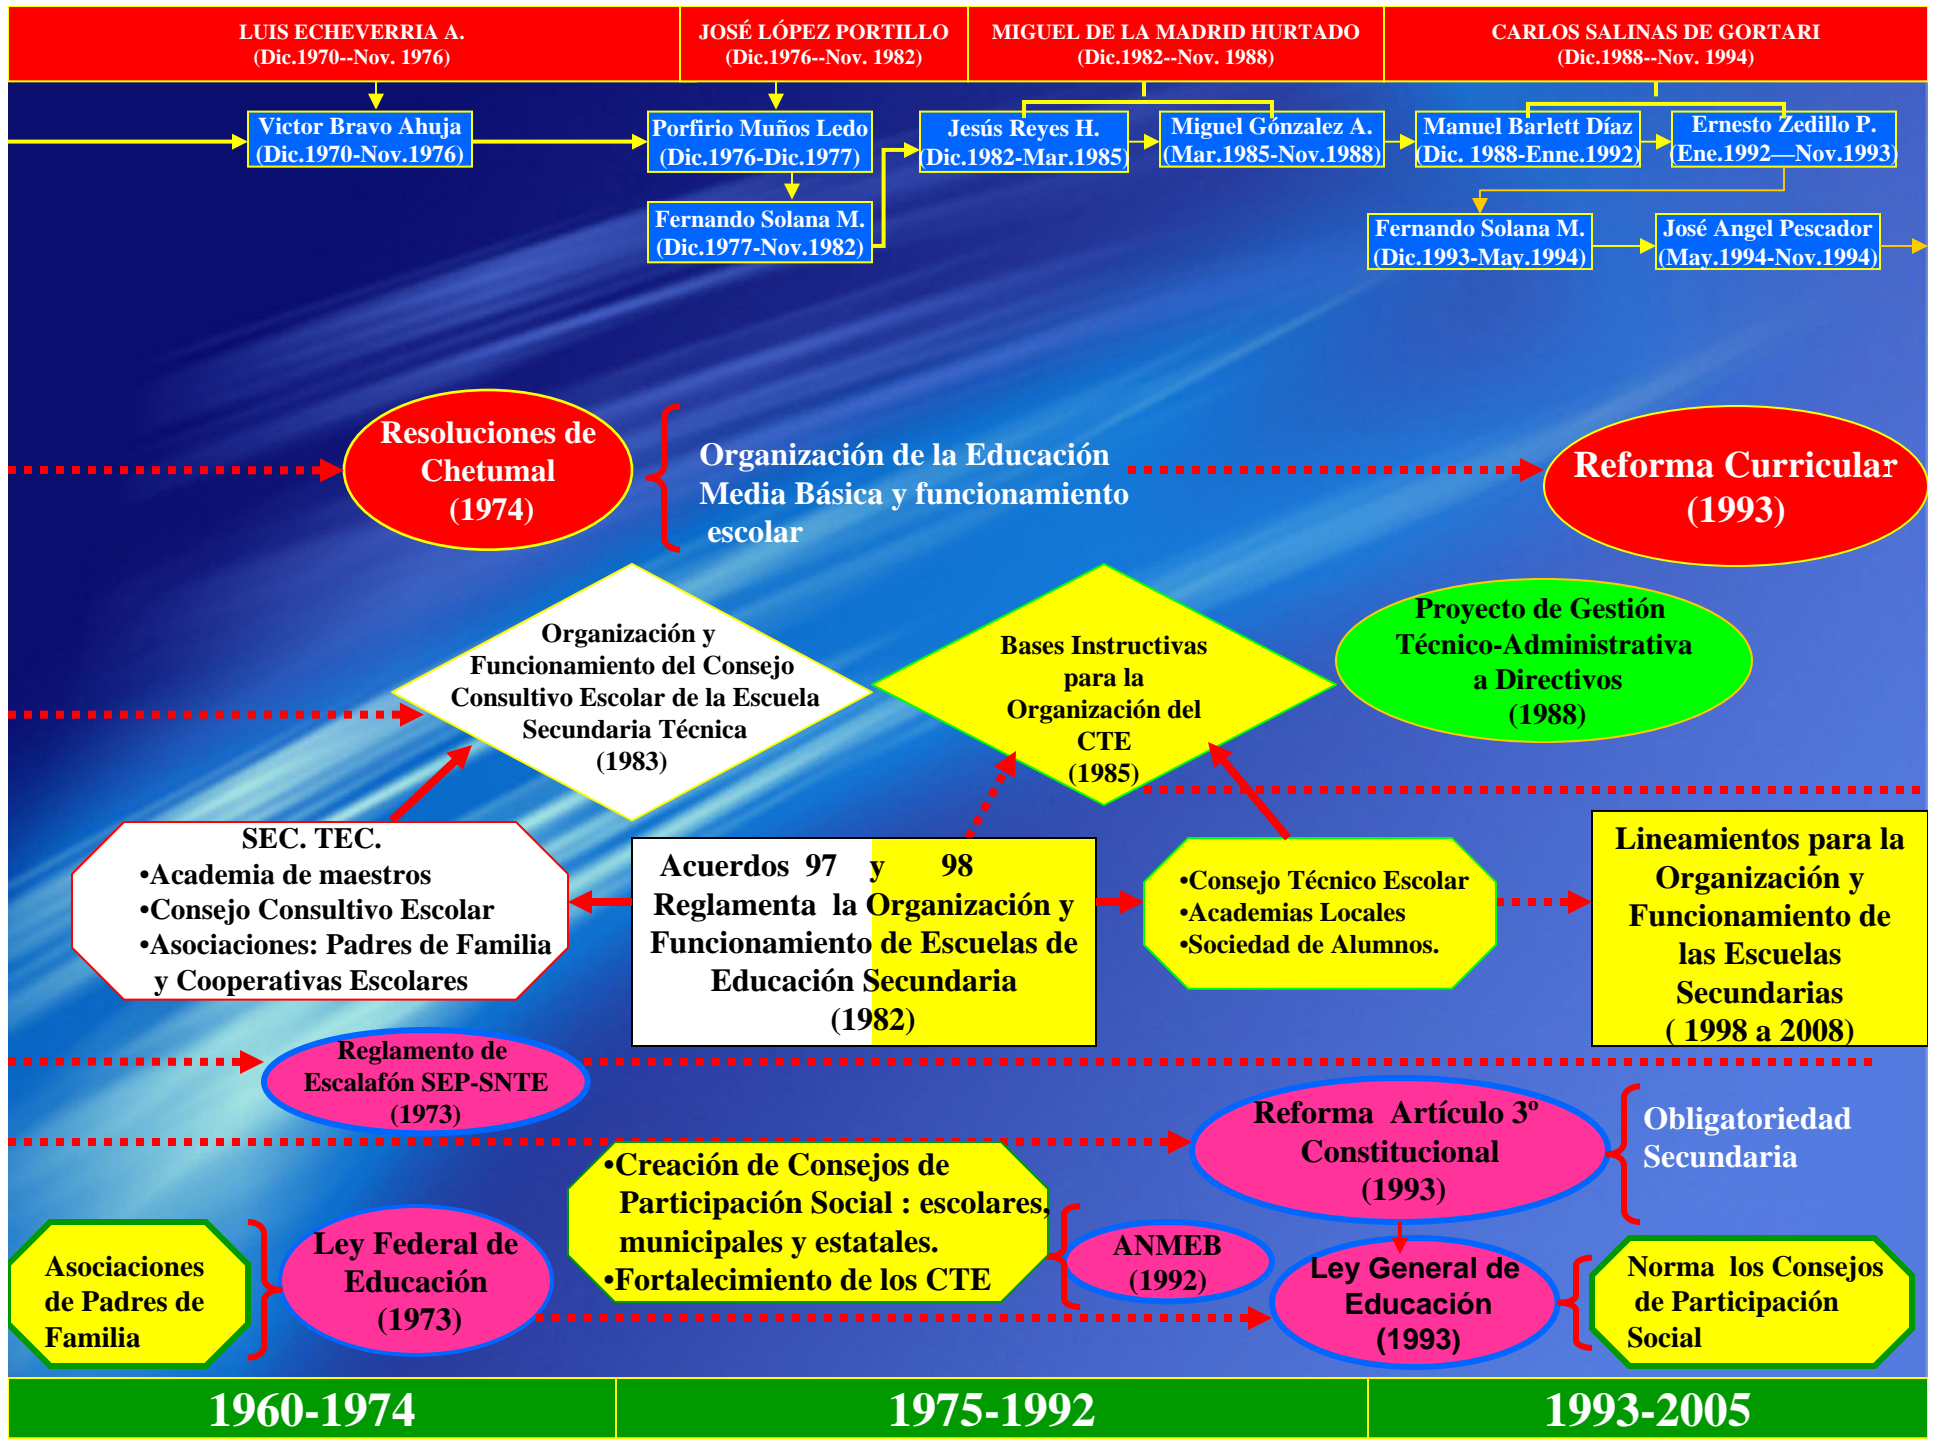 LUIS ECHEVERRIA A.
(Dic.1970--Nov. 1976)
JOSÉ LÓPEZ PORTILLO
(Dic.1976--Nov. 1982)
MIGUEL DE LA MADRID HURTADO
(Dic.1982--Nov. 1988)
CARLOS SALINAS DE GORTARI
(Dic.1988--Nov. 1994)
Victor Bravo Ahuja
(Dic.1970-Nov.1976)
Porfirio Muños Ledo
(Dic.1976-Dic.1977)
Jesús Reyes H.
(Dic.1982-Mar.1985)
Miguel Gónzalez A.
(Mar.1985-Nov.1988)
Manuel Barlett Díaz
(Dic. 1988-Enne.1992)
Ernesto Zedillo P.
(Ene.1992—Nov.1993)
Fernando Solana M.
(Dic.1977-Nov.1982)
Fernando Solana M.
(Dic.1993-May.1994)
José Angel Pescador
(May.1994-Nov.1994)
Resoluciones de
Chetumal
(1974)
Organización de la Educación
Media Básica y funcionamiento
escolar
Reforma Curricular
(1993)
Organización y
Funcionamiento del Consejo
Consultivo Escolar de la Escuela
Secundaria Técnica
(1983)
Bases Instructivas
para la
Organización del
CTE
(1985)
Proyecto de Gestión
Técnico-Administrativa
a Directivos
(1988)
SEC. TEC.
•Academia de maestros
•Consejo Consultivo Escolar
•Asociaciones: Padres de Familia
y Cooperativas Escolares
Acuerdos 97 y 98
Reglamenta la Organización y
Funcionamiento de Escuelas de
Educación Secundaria
(1982)
•Consejo Técnico Escolar
•Academias Locales
•Sociedad de Alumnos.
Lineamientos para la
Organización y
Funcionamiento de
las Escuelas
Secundarias
( 1998 a 2008)
Reglamento de
Escalafón SEP-SNTE
(1973)
Reforma Artículo 3º
Constitucional
(1993)
Obligatoriedad
Secundaria
•Creación de Consejos de
Participación Social : escolares,
municipales y estatales.
•Fortalecimiento de los CTE
Asociaciones
de Padres de
Familia
Ley Federal de
Educación
(1973)
ANMEB
(1992)
Ley General de
Educación
(1993)
Norma los Consejos
de Participación
Social
1960-1974
1975-1992
1993-2005